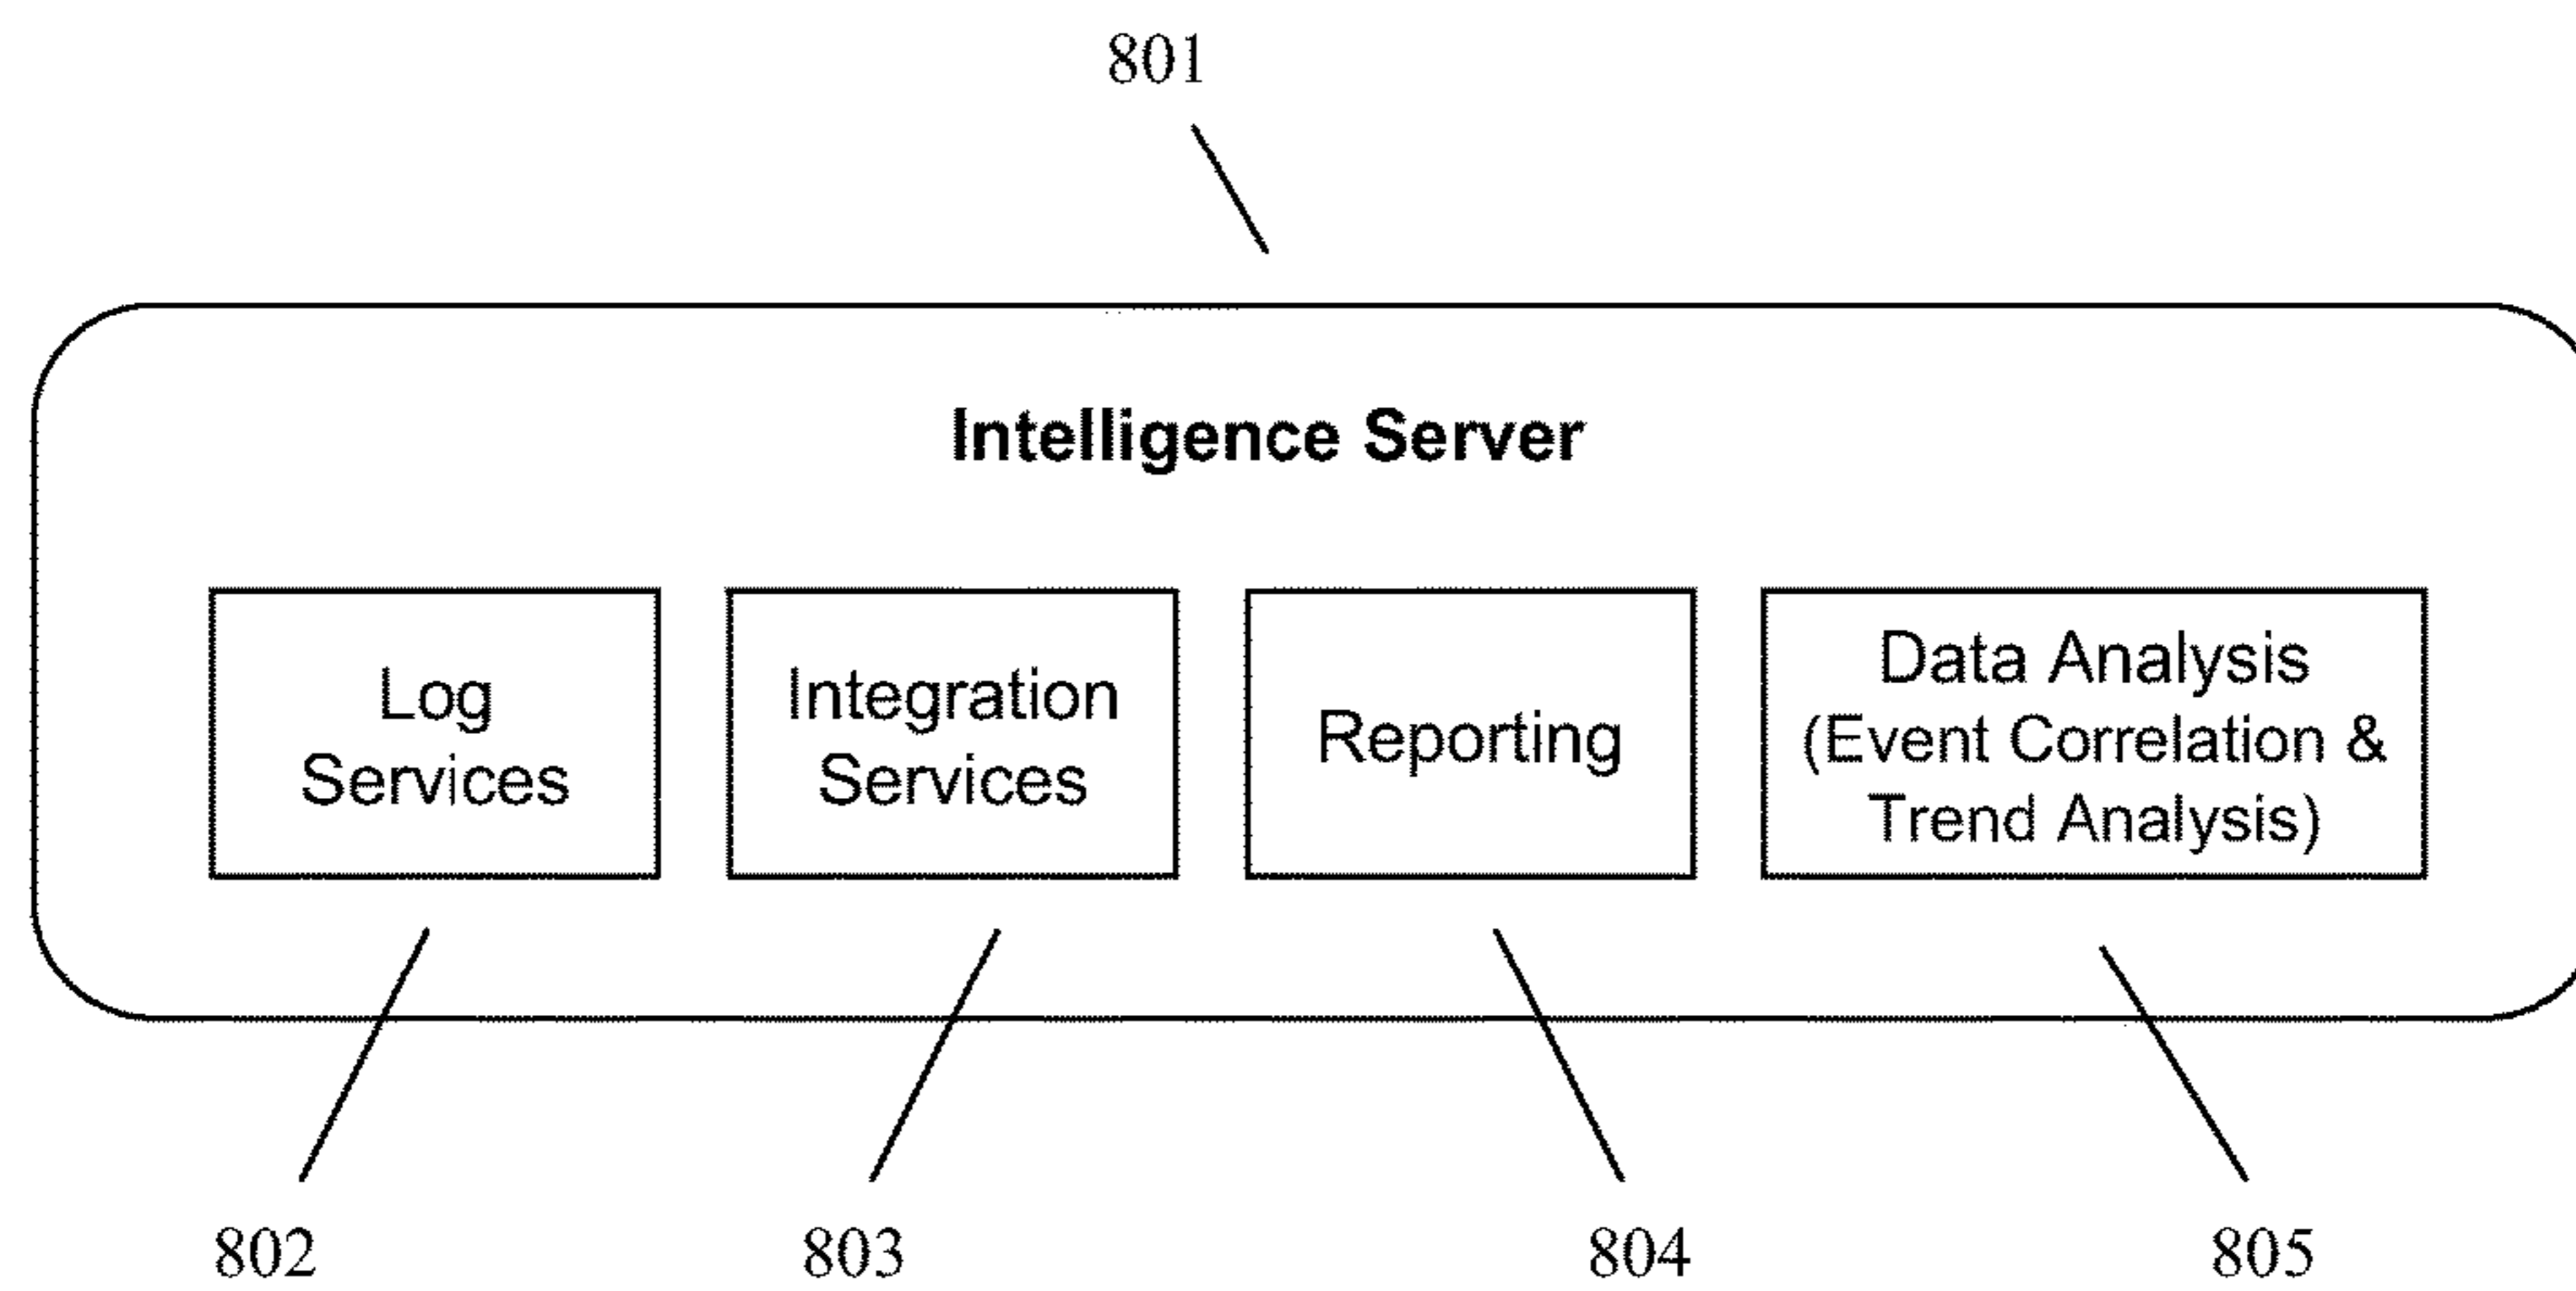 801
Intelligence Server
Log
Services
Integration
Services
Reporting
Data Analysis
(Event Correlation &
Trend Analysis)
802
803
804
805